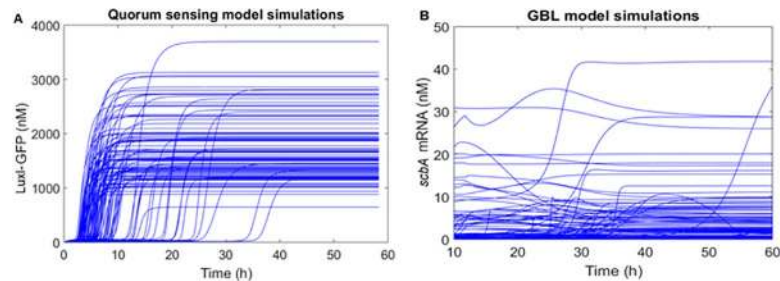 A
Quorum sensing model simulations
4000
3000
2000
1000
0
LuxI-GFP (nM)
0 10 20 30 40 50 60
Time (h)
B
GBL model simulations
50
40
30
20
10
0
scbA mRNA (nM)
10 20 30 40 50 60
Time (h)